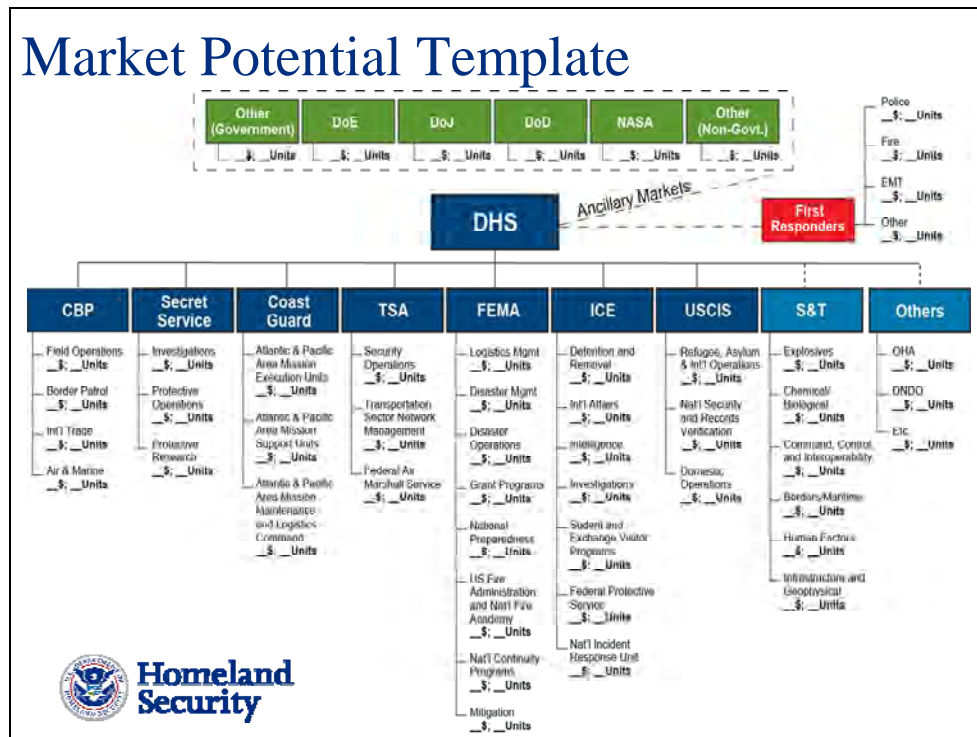 Market Potential Template
Other
(Government)
__$; __Units
DoE
__$; __Units
DoJ
__$; __Units
DoD
__$; __Units
NASA
__$; __Units
Other
(Non-Govt.)
__$; __Units
Police
__$; __Units
Fire
__$; __Units
EMT
__$; __Units
Other
__$; __Units
Ancillary Markets
First
Responders
DHS
CBP
Field Operations
__$; __Units
Border Patrol
__$; __Units
Int'l Trade
__$; __Units
Air & Marine
__$; __Units
Secret
Service
Investigations
__$; __Units
Protective
Operations
__$; __Units
Protective
Research
__$; __Units
Coast
Guard
Atlantic & Pacific
Area Mission
Execution Units
__$; __Units
Atlantic & Pacific
Area Mission
Support Units
__$; __Units
Atlantic & Pacific
Area Mission
Maintenance
and Logistics
Command
__$; __Units
TSA
Security
Operations
__$; __Units
Transportation
Sector Network
Management
__$; __Units
Federal Air
Marshall Service
__$; __Units
FEMA
Logistics Mgmt
__$; __Units
Disaster Mgmt
__$; __Units
Disaster
Operations
__$; __Units
Grant Programs
__$; __Units
National
Preparedness
__$; __Units
US Fire
Administration
and Nat'l Fire
Academy
__$; __Units
Nat'l Continuity
Programs
__$; __Units
Mitigation
__$; __Units
ICE
Detention and
Removal
__$; __Units
Int'l Affairs
__$; __Units
Intelligence
__$; __Units
Investigations
__$; __Units
Sudent and
Exchange Visitor
Programs
__$; __Units
Federal Protective
Service
__$; __Units
Nat'l Incident
Response Unit
__$; __Units
USCIS
Refugee, Asylum
& Int'l Operations
__$; __Units
Nat'l Security
and Records
Verification
__$; __Units
Domestic
Operations
__$; __Units
S&T
Explosives
__$; __Units
Chemical/
Biological
__$; __Units
Command, Control,
and Interoperability
__$; __Units
Borders/Maritime
__$; __Units
Human Factors
__$; __Units
Infrastructure and
Geophysical
__$; __Units
Others
OHA
__$; __Units
DNDO
__$; __Units
Etc.
__$; __Units
Homeland
Security